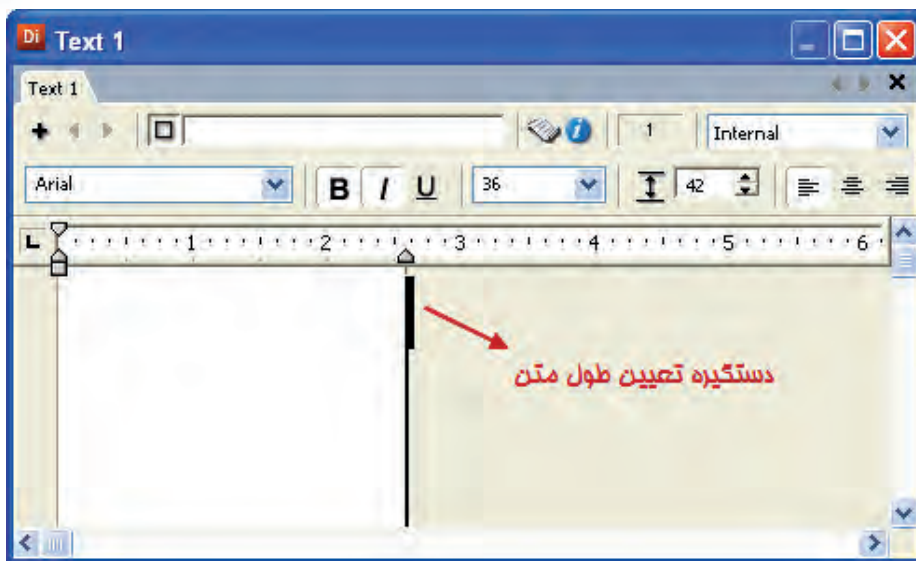 Di Text 1
Text 1
1 Internal
Arial B I U 36 42
1 2 3 4 5 6
دستگیره تعیین طول متن